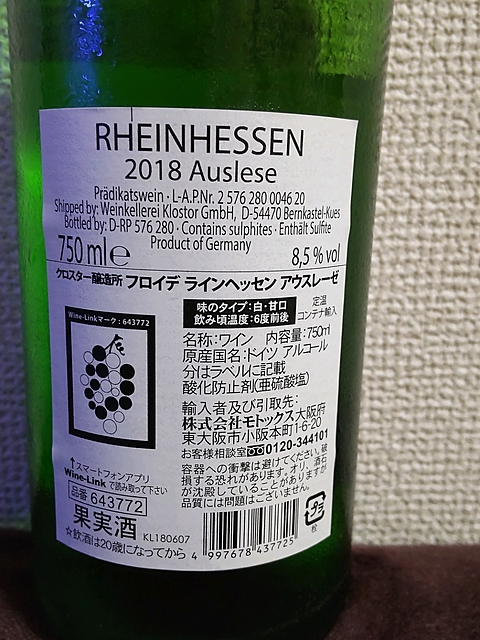 RHEINHESSEN
2018 Auslese
Prädikatswein · L-A.P.Nr. 2 576 280 0046 20
Shipped by: Weinkellerei Klostor GmbH, D-54470 Bernkastel-Kues
Bottled by: D-RP 576 280 · Contains sulphites · Enthält Sulfite
Product of Germany
750 ml℮ 8,5 % vol
クロスター醸造所 フロイデ ラインヘッセン アウスレーゼ
Wine-Linkマーク : 643772
味のタイプ : 白・甘口
飲み頃温度 : 6度前後
定温
コンテナ輸入
名称:ワイン 内容量:750ml
原産国名:ドイツ アルコール
分はラベルに記載
酸化防止剤(亜硫酸塩)
輸入者及び引取先:
株式会社モトックス大阪府
東大阪市小阪本町1-6-20
お客様相談室 0120-344101
容器への衝撃は避けてください。破
損する恐れがあります。オリ、酒石
が沈殿していることがありますが
品質には問題はございません。
↑スマートフォンアプリ
Wine-Link で読み取って下さい
品番 643772
果実酒 KL180607
☆飲酒は20歳になってから
4 997678 437725
プラ
栓